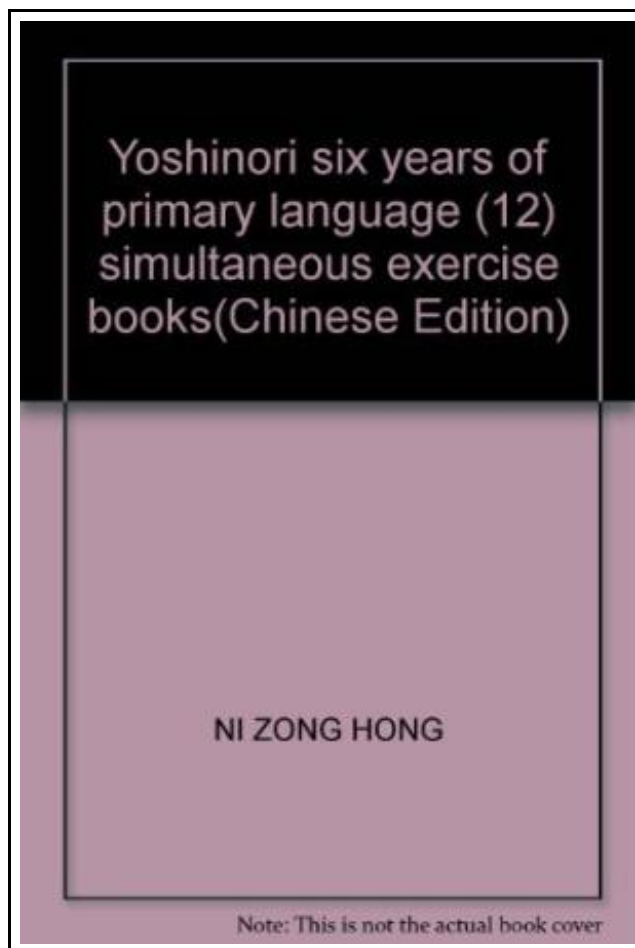 Yoshinori six years of
primary language (12)
simultaneous exercise
books(Chinese Edition)
NI ZONG HONG
Note: This is not the actual book cover